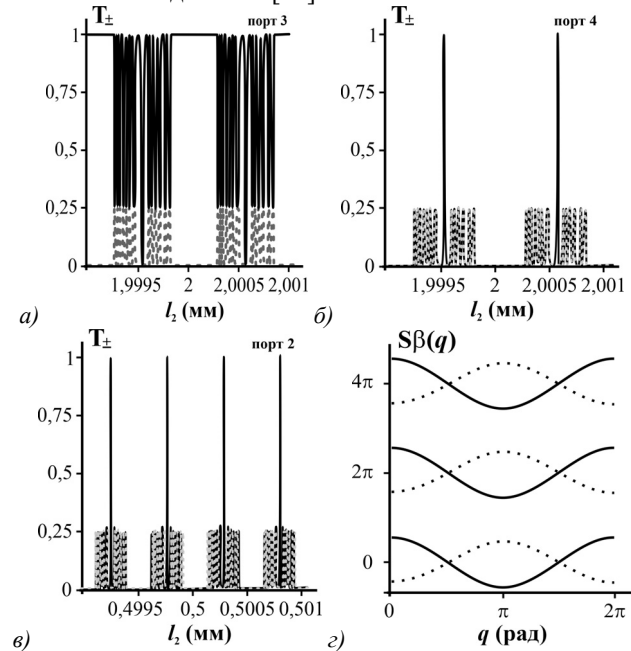 T±
порт 3
1
0,75
0,5
0,25
0
1,9995 2 2,0005 2,001
l₂ (мм)
а)
T±
порт 4
1
0,75
0,5
0,25
0
1,9995 2 2,0005 2,001
l₂ (мм)
б)
T±
порт 2
1
0,75
0,5
0,25
0
0,4995 0,5 0,5005 0,501
l₂ (мм)
в)
Sβ(q)
4π
2π
0
0 π 2π
q (рад)
г)